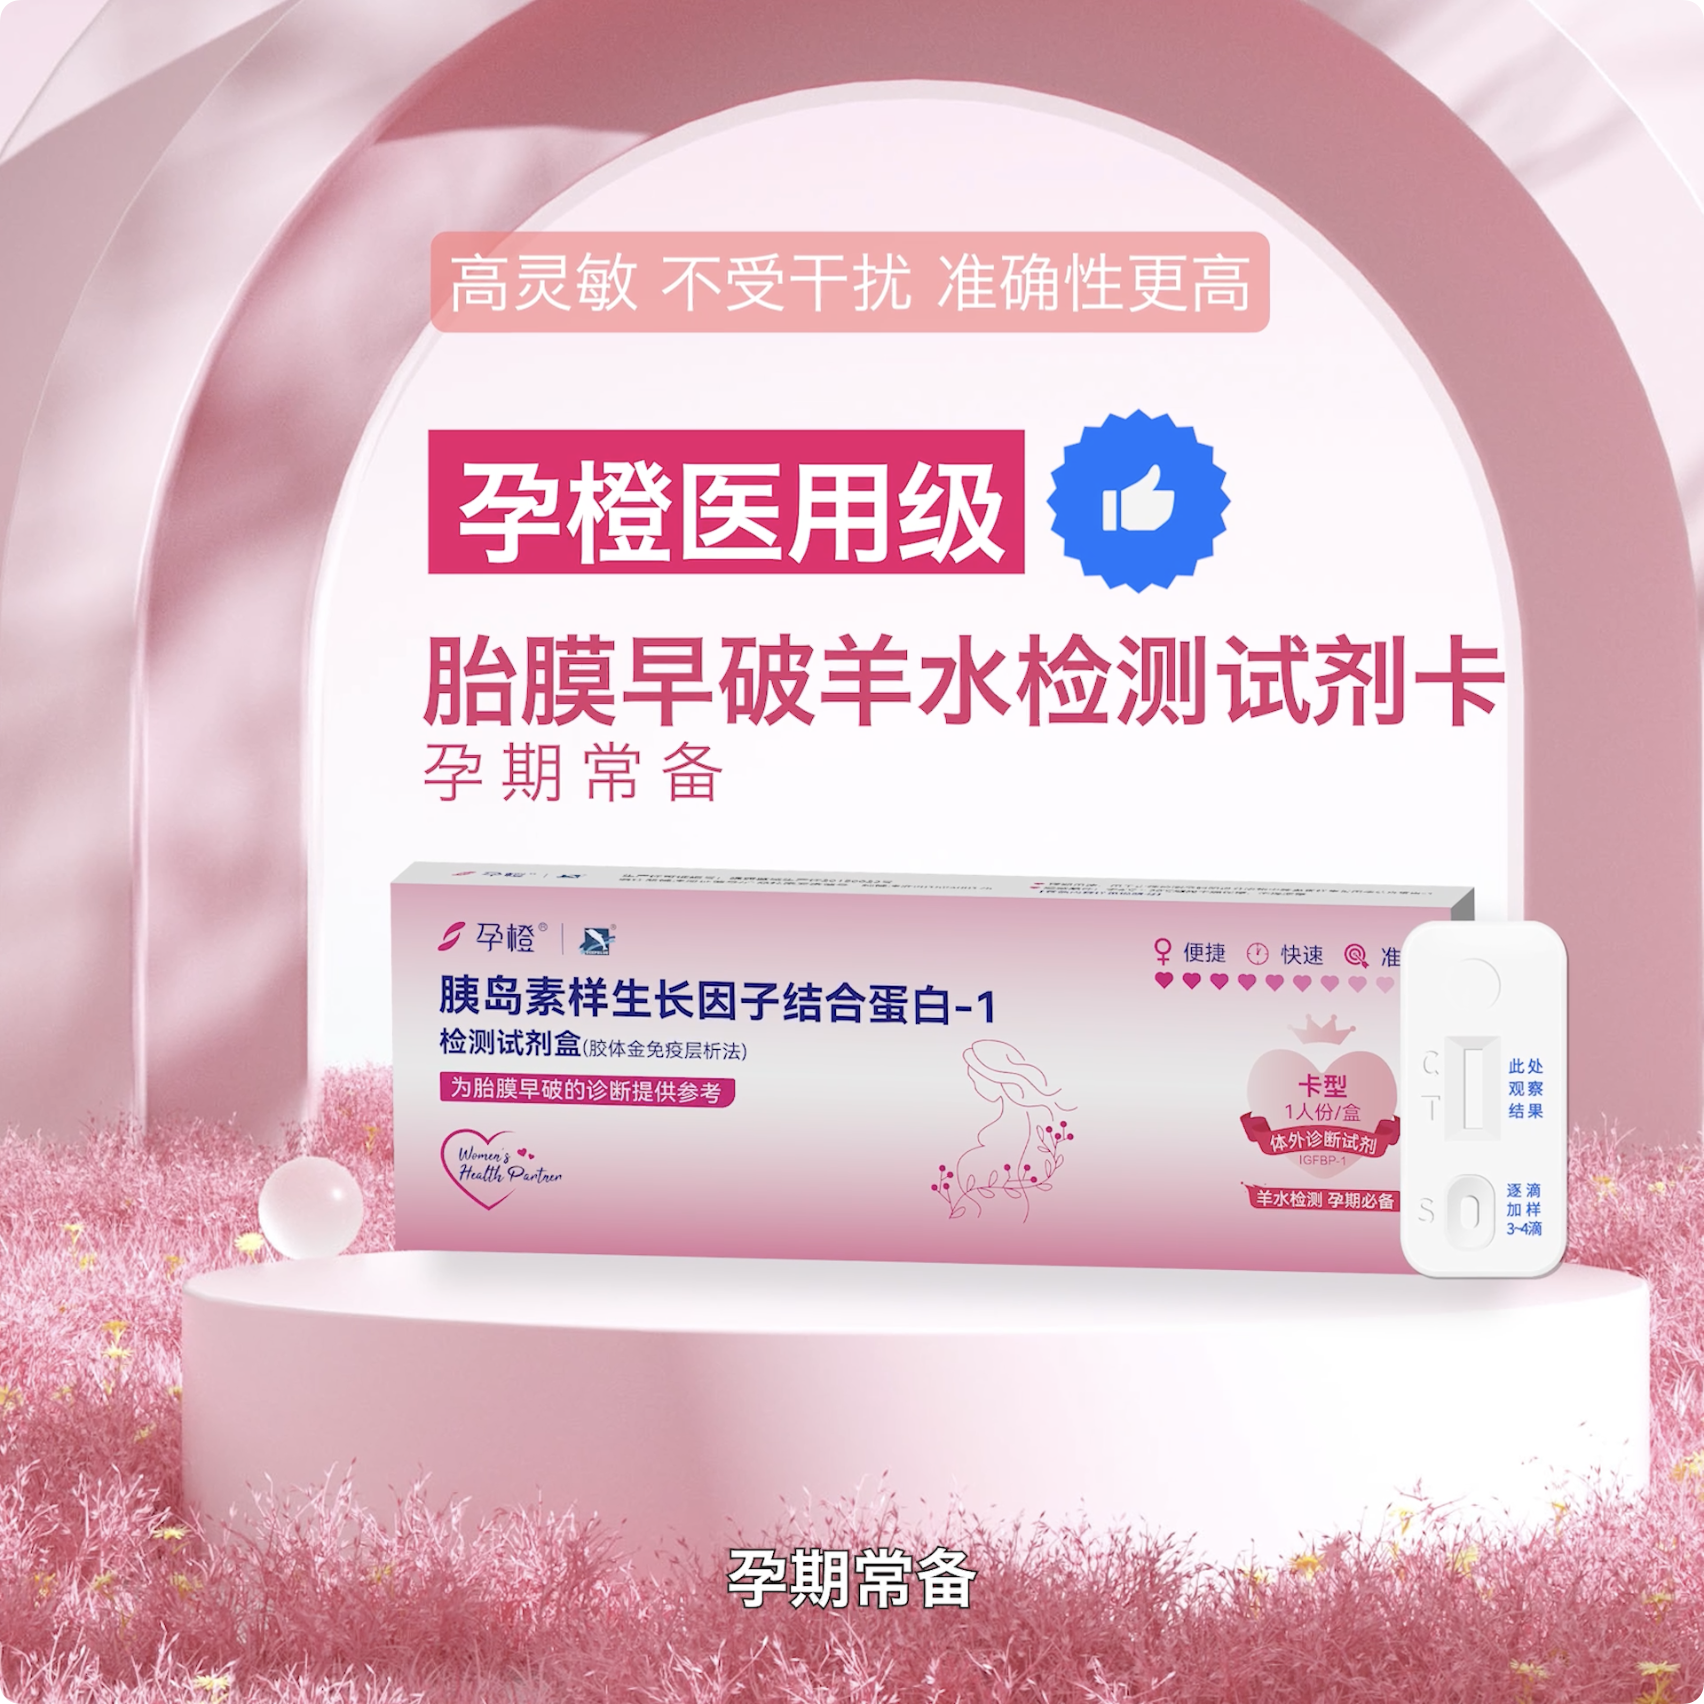 高灵敏 不受干扰 准确性更高
孕橙医用级
胎膜早破羊水检测试剂卡
孕期常备
孕橙®
便捷 快速 准
胰岛素样生长因子结合蛋白-1
检测试剂盒(胶体金免疫层析法)
为胎膜早破的诊断提供参考
Women's
Health Partner
卡型
1人份/盒
体外诊断试剂
IGFBP-1
羊水检测 孕期必备
C
T
此处
观察
结果
S
逐滴
加样
3~4滴
孕期常备